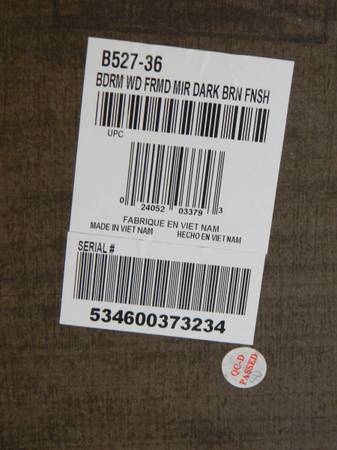 B527-36
BDRM WD FRMD MIR DARK BRN FNSH
UPC
0 24052 03379 3
FABRIQUE EN VIET NAM
MADE IN VIET NAM HECHO EN VIET NAM
SERIAL #
534600373234
QC-D
PASSED